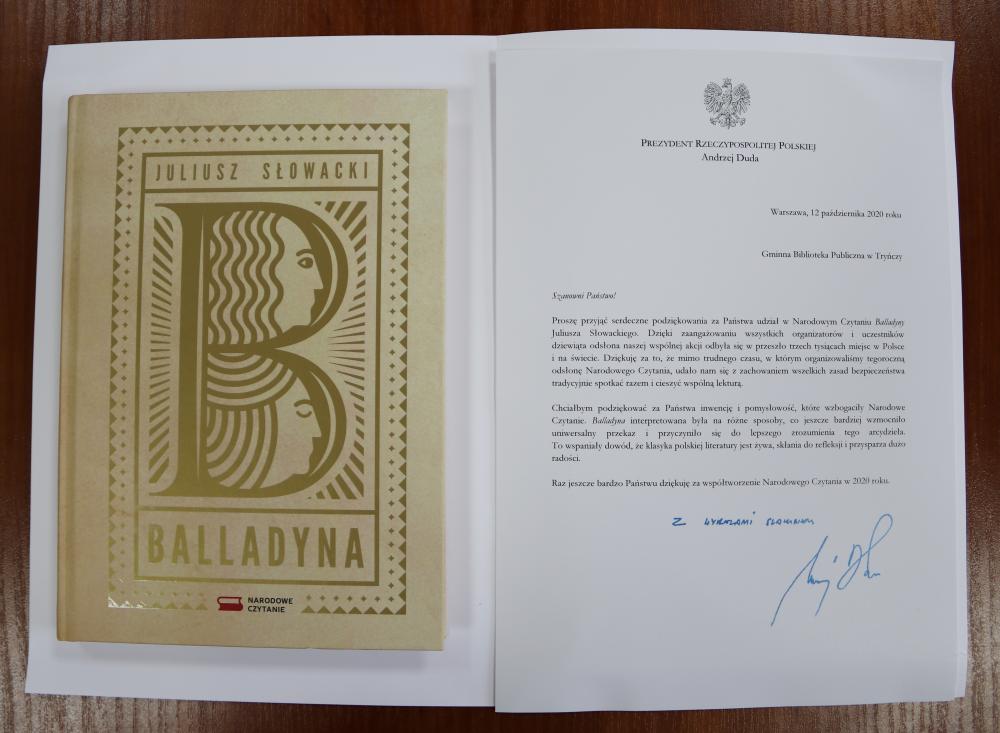 JULIUSZ SŁOWACKI
BALLADYNA
NARODOWE
CZYTANIE
PREZYDENT RZECZYPOSPOLITEJ POLSKIEJ
Andrzej Duda
Warszawa, 12 października 2020 roku
Gminna Biblioteka Publiczna w Tryńczy
Szanowni Państwo!
Proszę przyjąć serdeczne podziękowania za Państwa udział w Narodowym Czytaniu Balladyny
Juliusza Słowackiego. Dzięki zaangażowaniu wszystkich organizatorów i uczestników
dziewiąta odsłona naszej wspólnej akcji odbyła się w przeszło trzech tysiącach miejsc w Polsce
i na świecie. Dziękuję za to, że mimo trudnego czasu, w którym organizowaliśmy tegoroczną
odsłonę Narodowego Czytania, udało nam się z zachowaniem wszelkich zasad bezpieczeństwa
tradycyjnie spotkać razem i cieszyć wspólną lekturą.
Chciałbym podziękować za Państwa inwencję i pomysłowość, które wzbogaciły Narodowe
Czytanie. Balladyna interpretowana była na różne sposoby, co jeszcze bardziej wzmocniło
uniwersalny przekaz i przyczyniło się do lepszego zrozumienia tego arcydzieła.
To wspaniały dowód, że klasyka polskiej literatury jest żywa, skłania do refleksji i przysparza dużo
radości.
Raz jeszcze bardzo Państwu dziękuję za współtworzenie Narodowego Czytania w 2020 roku.
Z WYRAZAMI SZACUNKU